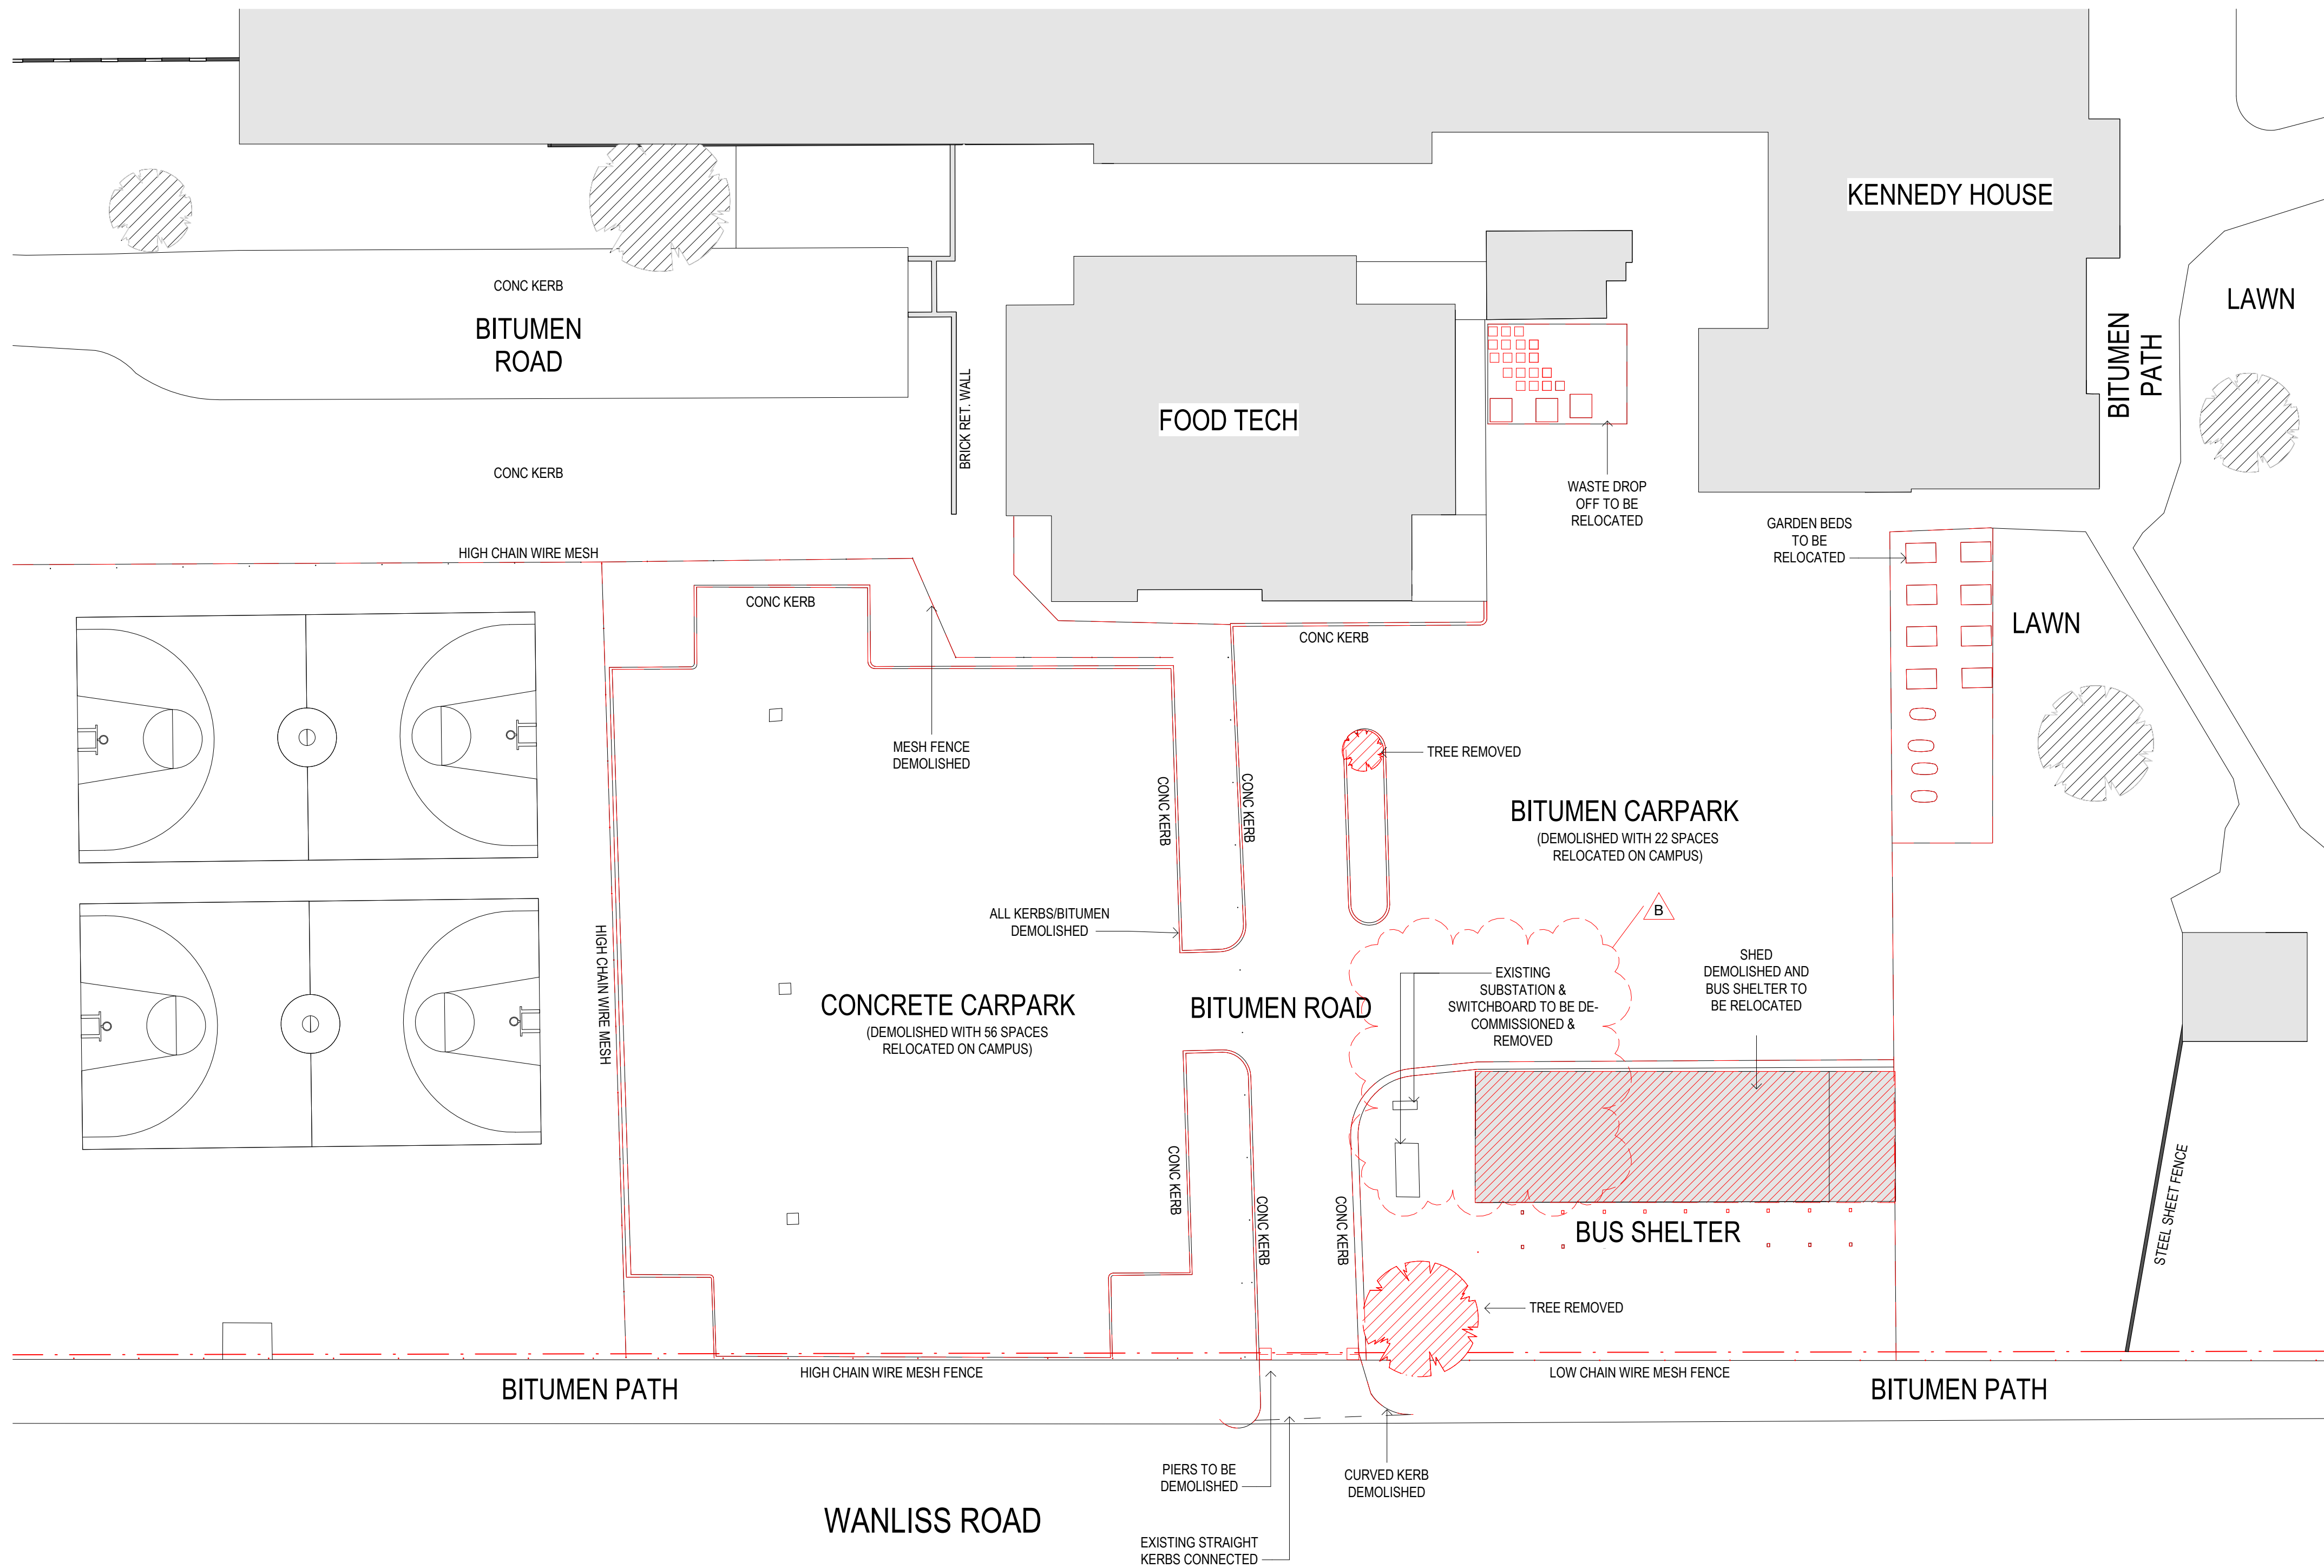 KENNEDY HOUSE
CONC KERB
BITUMEN
ROAD
LAWN
BITUMEN
PATH
BRICK RET. WALL
FOOD TECH
CONC KERB
WASTE DROP
OFF TO BE
RELOCATED
GARDEN BEDS
TO BE
RELOCATED
HIGH CHAIN WIRE MESH
CONC KERB
CONC KERB
LAWN
MESH FENCE
DEMOLISHED
TREE REMOVED
CONC KERB
CONC KERB
BITUMEN CARPARK
(DEMOLISHED WITH 22 SPACES
RELOCATED ON CAMPUS)
ALL KERBS/BITUMEN
DEMOLISHED
B
HIGH CHAIN WIRE MESH
CONCRETE CARPARK
(DEMOLISHED WITH 56 SPACES
RELOCATED ON CAMPUS)
BITUMEN ROAD
EXISTING
SUBSTATION &
SWITCHBOARD TO BE DE-
COMMISSIONED &
REMOVED
SHED
DEMOLISHED AND
BUS SHELTER TO
BE RELOCATED
CONC KERB
CONC KERB
CONC KERB
BUS SHELTER
STEEL SHEET FENCE
TREE REMOVED
HIGH CHAIN WIRE MESH FENCE
LOW CHAIN WIRE MESH FENCE
BITUMEN PATH
BITUMEN PATH
PIERS TO BE
DEMOLISHED
CURVED KERB
DEMOLISHED
WANLISS ROAD
EXISTING STRAIGHT
KERBS CONNECTED